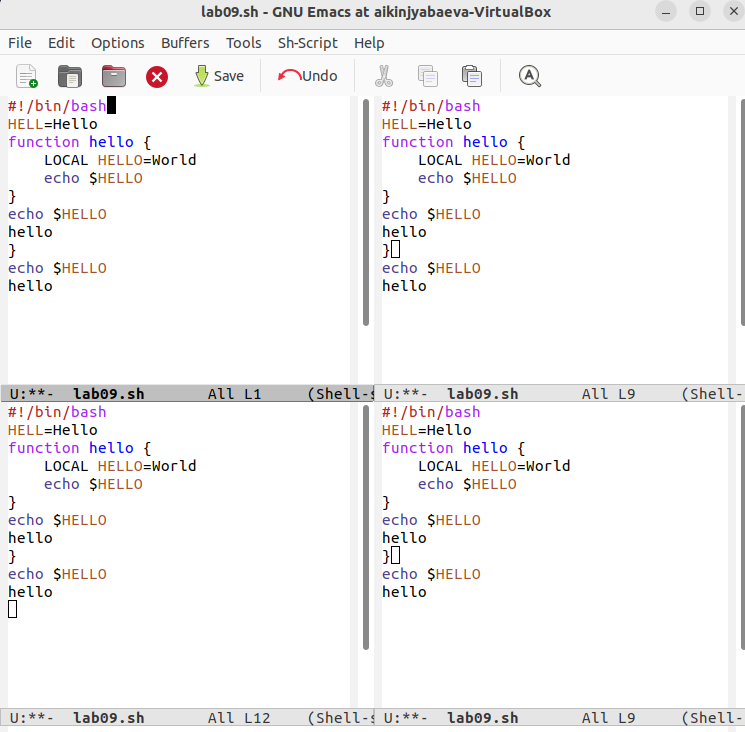 lab09.sh - GNU Emacs at aikinjyabaeva-VirtualBox
File Edit Options Buffers Tools Sh-Script Help
Save Undo
#!/bin/bash
HELL=Hello
function hello {
    LOCAL HELLO=World
    echo $HELLO
}
echo $HELLO
hello
}
echo $HELLO
hello
U:**- lab09.sh All L1 (Shell-s
#!/bin/bash
HELL=Hello
function hello {
    LOCAL HELLO=World
    echo $HELLO
}
echo $HELLO
hello
}
echo $HELLO
hello
U:**- lab09.sh All L9 (Shell-
#!/bin/bash
HELL=Hello
function hello {
    LOCAL HELLO=World
    echo $HELLO
}
echo $HELLO
hello
}
echo $HELLO
hello
U:**- lab09.sh All L12 (Shell-s
#!/bin/bash
HELL=Hello
function hello {
    LOCAL HELLO=World
    echo $HELLO
}
echo $HELLO
hello
}
echo $HELLO
hello
U:**- lab09.sh All L9 (Shell-